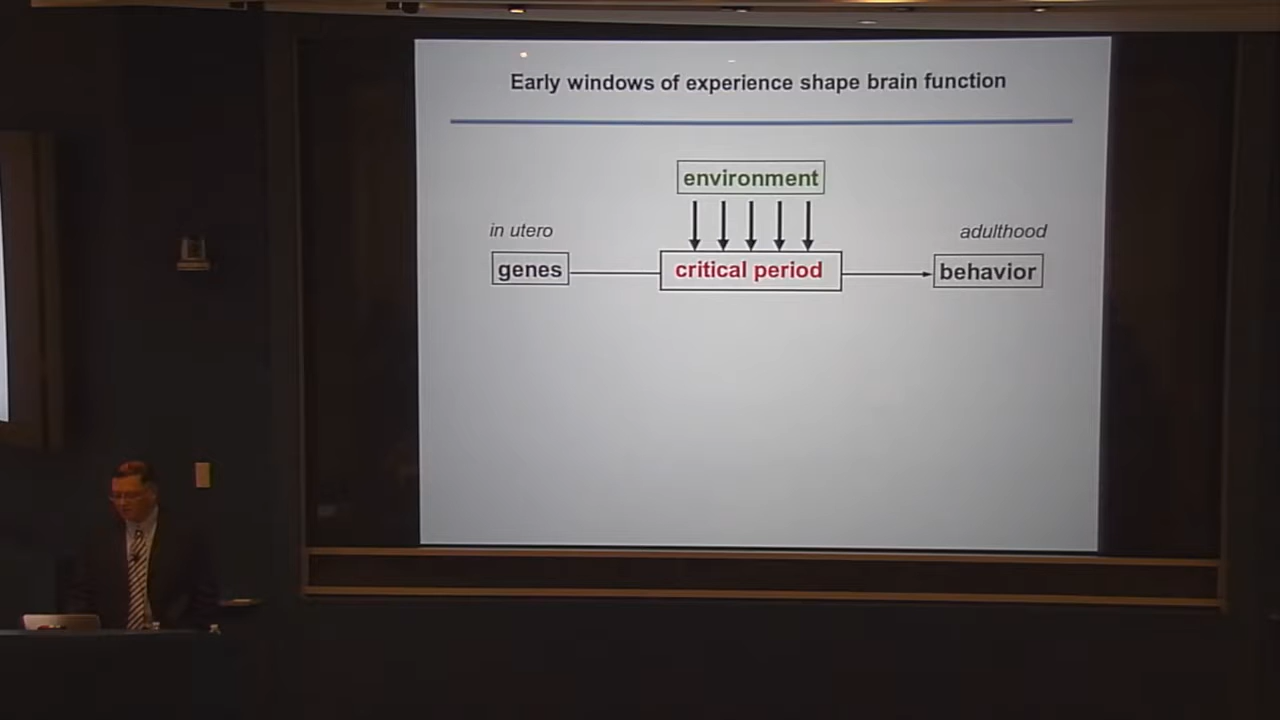 Early windows of experience shape brain function
environment
in utero
adulthood
genes
critical period
behavior